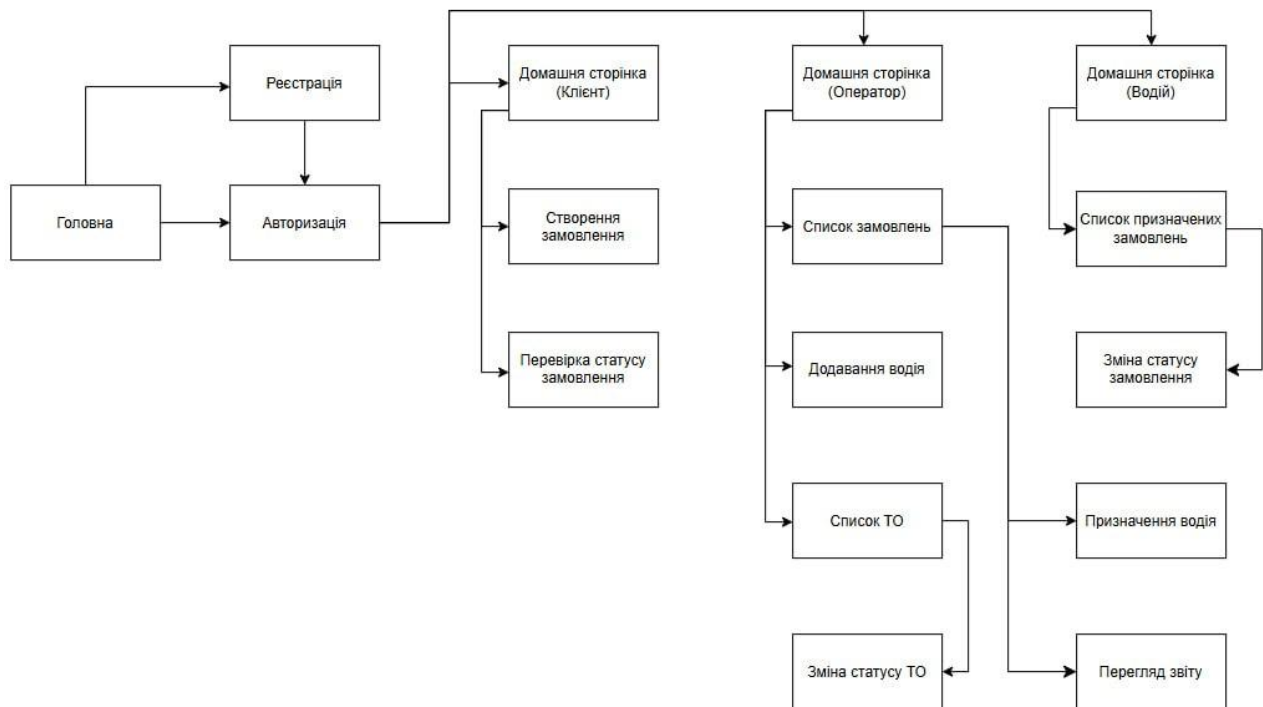 Реєстрація
Домашня сторінка
(Клієнт)
Домашня сторінка
(Оператор)
Домашня сторінка
(Водій)
Головна
Авторизація
Створення
замовлення
Список замовлень
Список призначених
замовлень
Перевірка статусу
замовлення
Додавання водія
Зміна статусу
замовлення
Список ТО
Призначення водія
Зміна статусу ТО
Перегляд звіту